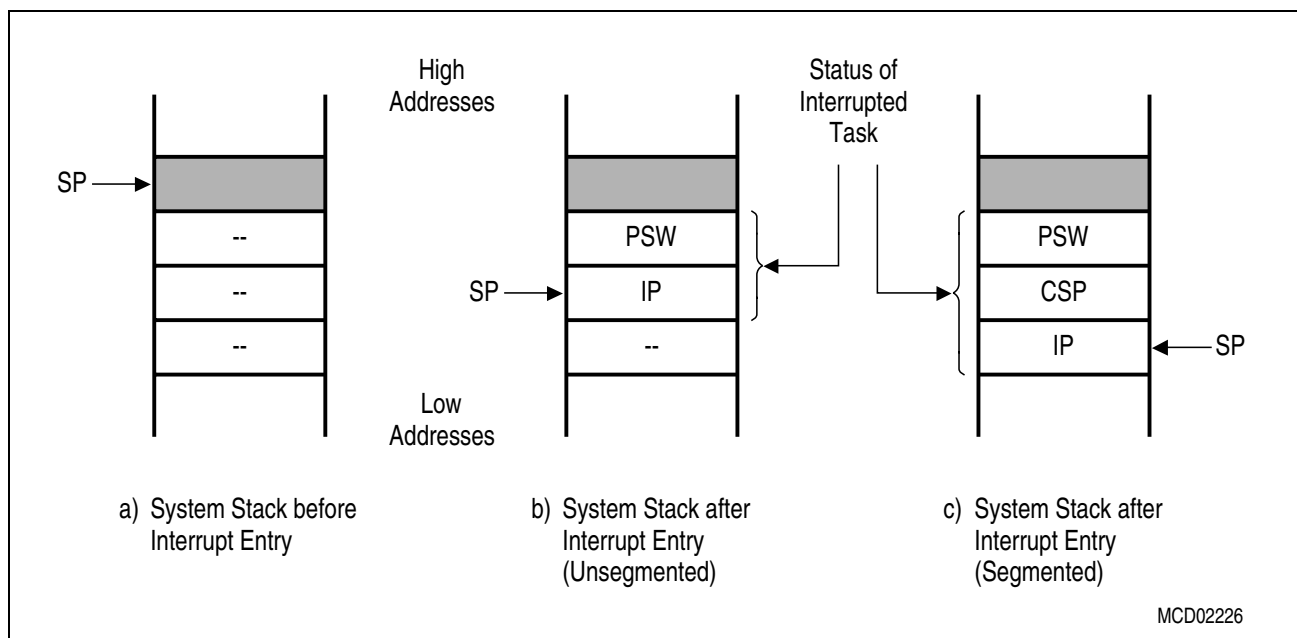 High
Addresses
Status of
Interrupted
Task
SP
--
PSW
PSW
--
SP
IP
CSP
--
--
IP
SP
Low
Addresses
a) System Stack before
Interrupt Entry
b) System Stack after
Interrupt Entry
(Unsegmented)
c) System Stack after
Interrupt Entry
(Segmented)
MCD02226